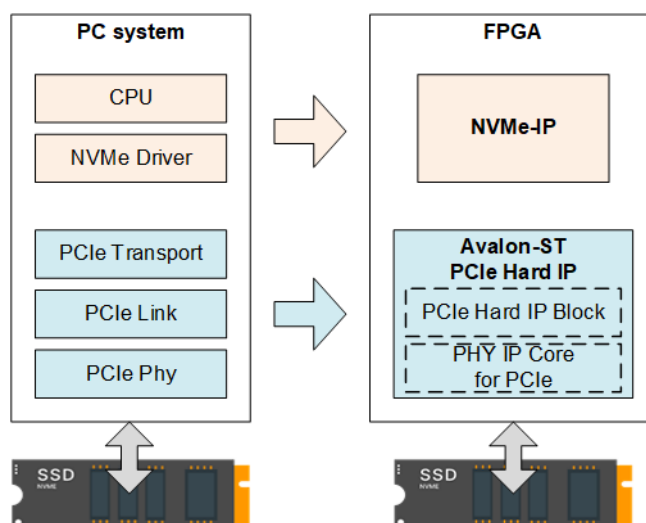 PC system
CPU
NVMe Driver
PCIe Transport
PCIe Link
PCIe Phy
SSD
NVME
FPGA
NVMe-IP
Avalon-ST
PCIe Hard IP
PCIe Hard IP Block
PHY IP Core
for PCIe
SSD
NVME